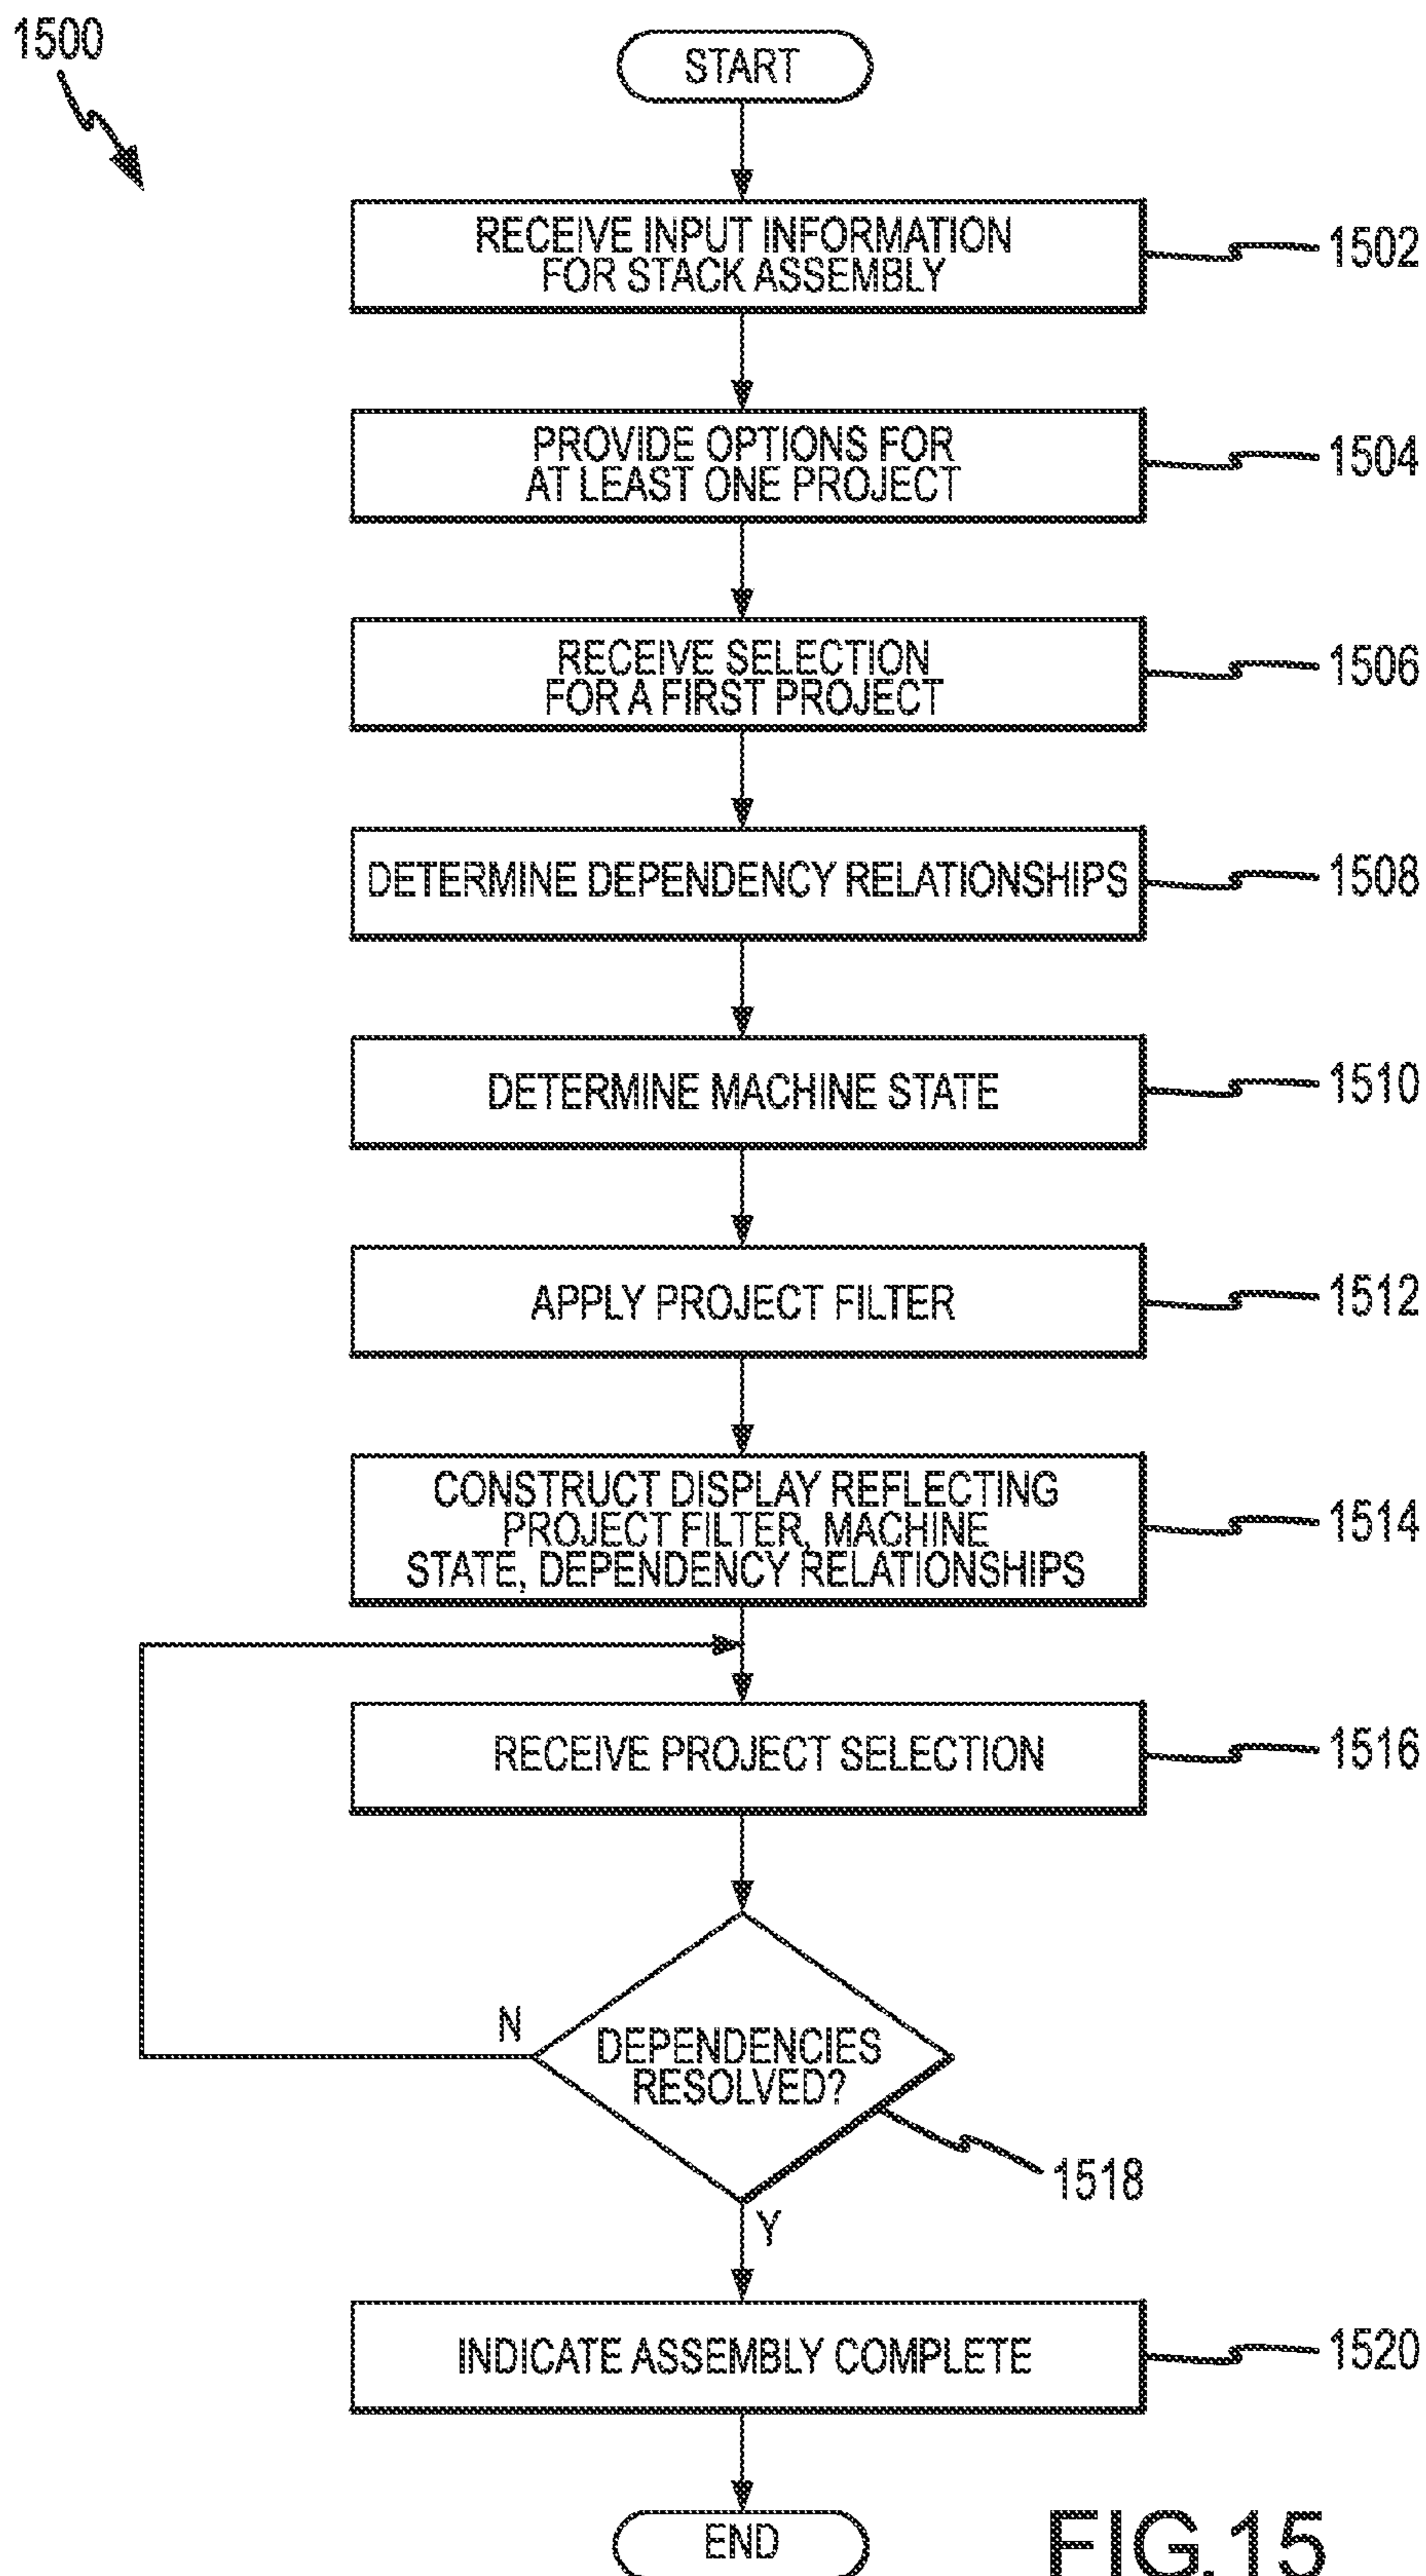 1500
START
RECEIVE INPUT INFORMATION
FOR STACK ASSEMBLY
1502
PROVIDE OPTIONS FOR
AT LEAST ONE PROJECT
1504
RECEIVE SELECTION
FOR A FIRST PROJECT
1506
DETERMINE DEPENDENCY RELATIONSHIPS
1508
DETERMINE MACHINE STATE
1510
APPLY PROJECT FILTER
1512
CONSTRUCT DISPLAY REFLECTING
PROJECT FILTER, MACHINE
STATE, DEPENDENCY RELATIONSHIPS
1514
RECEIVE PROJECT SELECTION
1516
N
DEPENDENCIES
RESOLVED?
1518
Y
INDICATE ASSEMBLY COMPLETE
1520
END
FIG.15